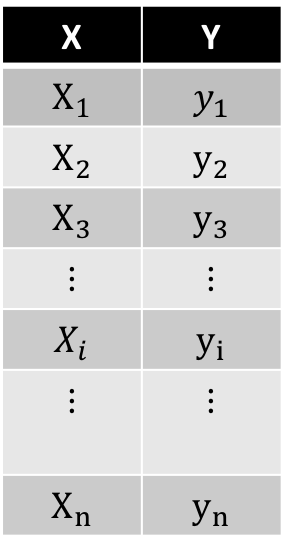 X Y
X₁ y₁
X₂ y₂
X₃ y₃
⋮ ⋮
Xᵢ yᵢ
⋮ ⋮
Xₙ yₙ